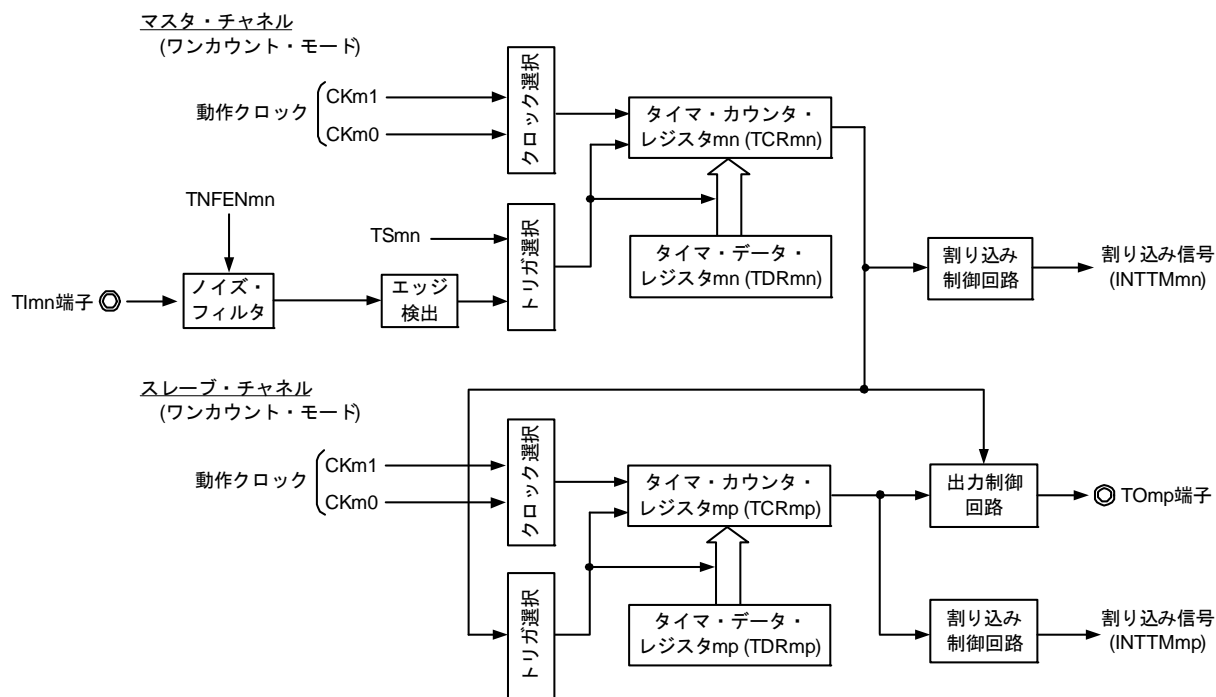 マスタ・チャネル
(ワンカウント・モード)
動作クロック
CKm1
CKm0
クロック選択
タイマ・カウンタ・
レジスタmn (TCRmn)
TNFENmn
TSmn
トリガ選択
タイマ・データ・
レジスタmn (TDRmn)
割り込み
制御回路
割り込み信号
(INTTMmn)
TImn端子
ノイズ・
フィルタ
エッジ
検出
スレーブ・チャネル
(ワンカウント・モード)
動作クロック
CKm1
CKm0
クロック選択
タイマ・カウンタ・
レジスタmp (TCRmp)
出力制御
回路
TOmp端子
トリガ選択
タイマ・データ・
レジスタmp (TDRmp)
割り込み
制御回路
割り込み信号
(INTTMmp)